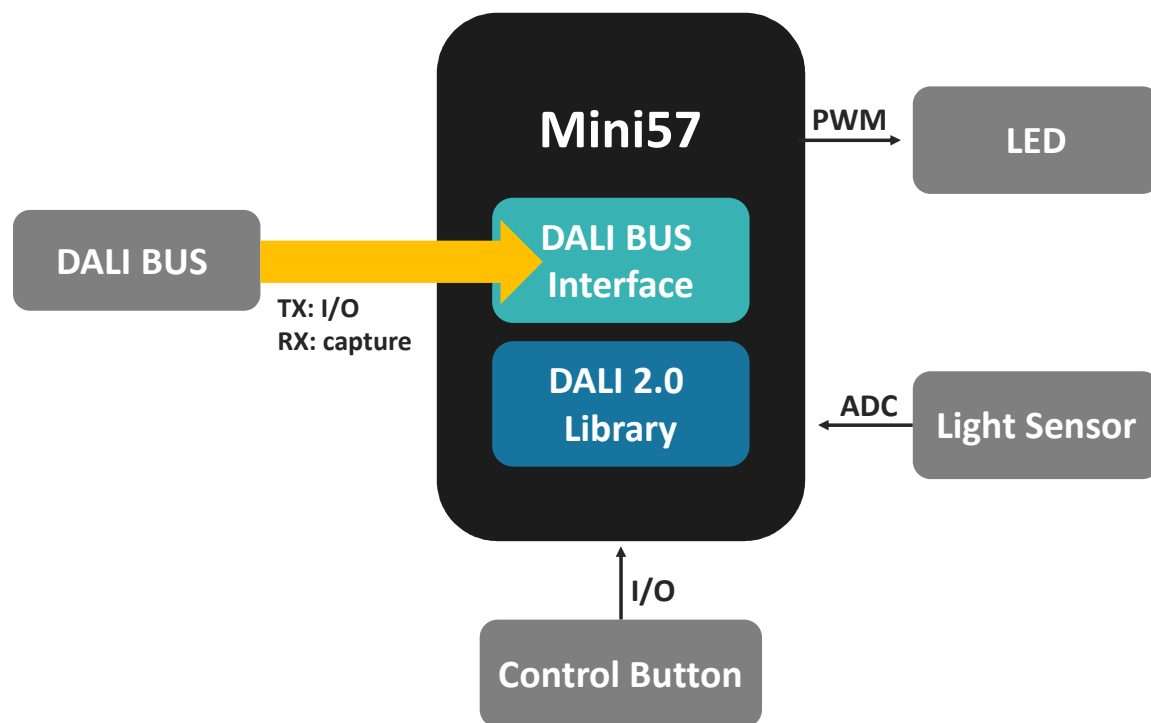 Mini57
PWM
LED
DALI BUS
DALI BUS
Interface
TX: I/O
RX: capture
DALI 2.0
Library
ADC
Light Sensor
I/O
Control Button